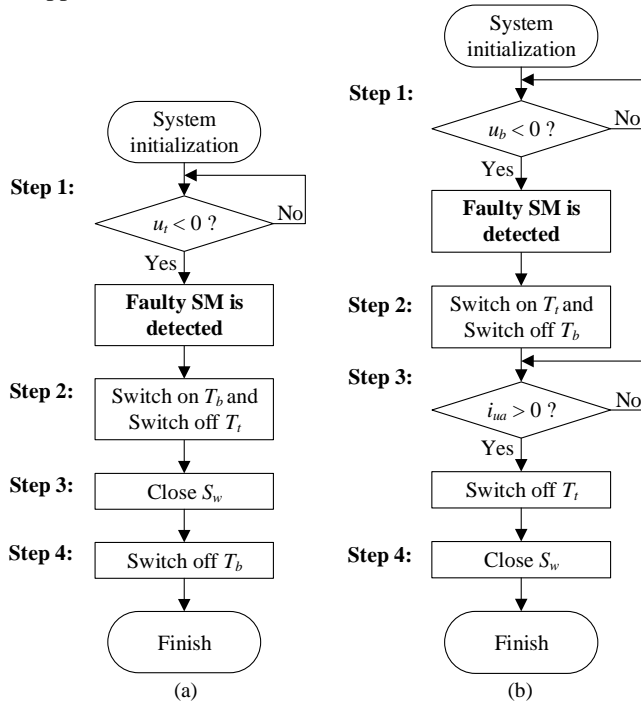 System
initialization
Step 1:
u_t < 0 ?
No
Yes
Faulty SM is
detected
Step 2:
Switch on T_b and
Switch off T_t
Step 3:
Close S_w
Step 4:
Switch off T_b
Finish
(a)
System
initialization
Step 1:
u_b < 0 ?
No
Yes
Faulty SM is
detected
Step 2:
Switch on T_t and
Switch off T_b
Step 3:
i_ua > 0 ?
No
Yes
Switch off T_t
Step 4:
Close S_w
Finish
(b)